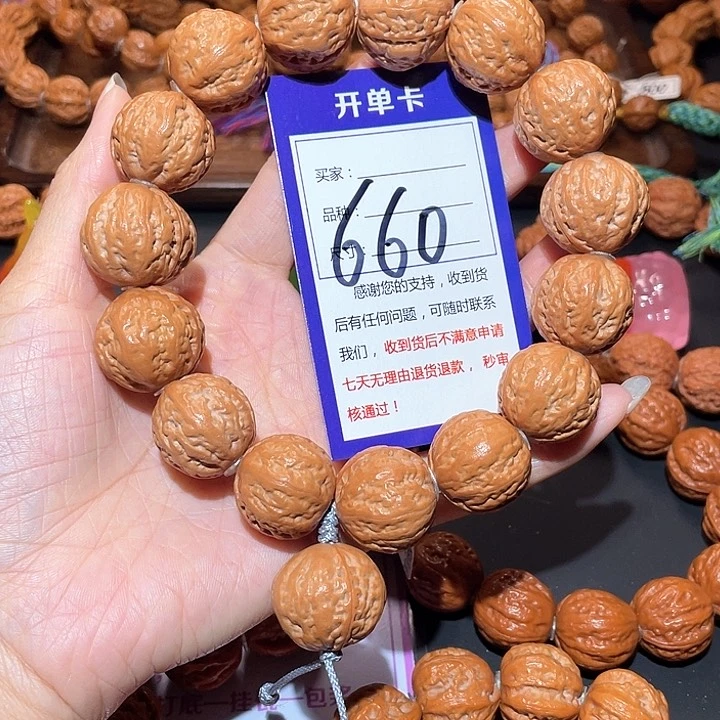 开单卡
买家：
品种：
尺寸：
660
感谢您的支持，收到货
后有任何问题，可随时联系
我们，收到货后不满意申请
七天无理由退货退款，秒审
核通过！